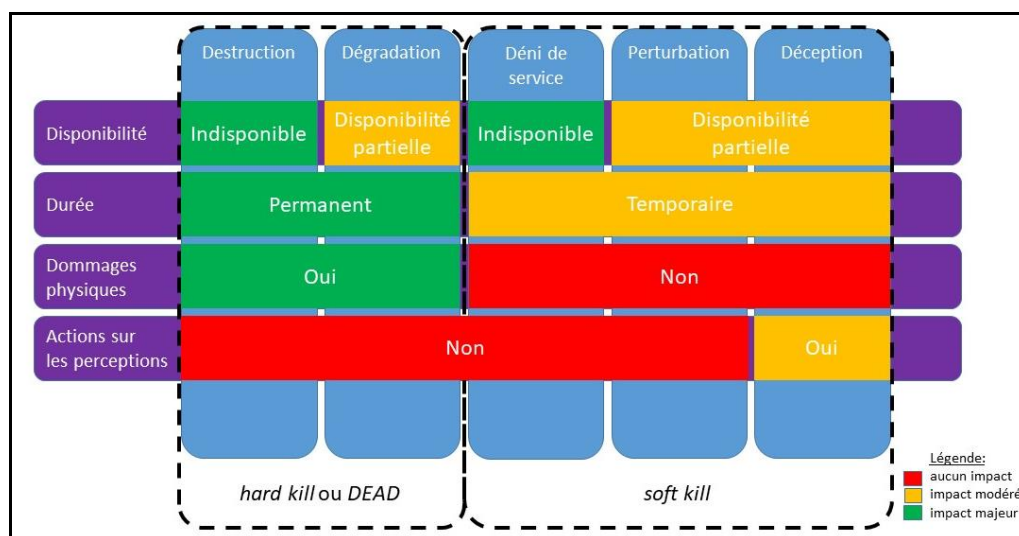 Destruction
Dégradation
Déni de
service
Perturbation
Déception
Disponibilité
Indisponible
Disponibilité
partielle
Indisponible
Disponibilité
partielle
Durée
Permanent
Temporaire
Dommages
physiques
Oui
Non
Actions sur
les perceptions
Non
Oui
hard kill ou DEAD
soft kill
Légende:
aucun impact
impact modéré
impact majeur